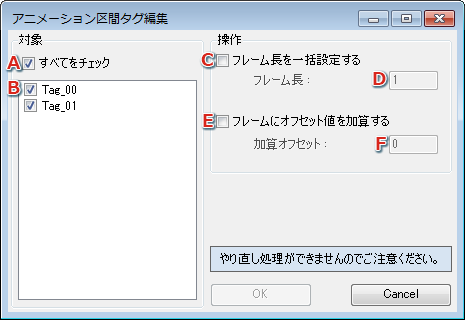 アニメーション区間タグ編集
対象
A すべてをチェック
B Tag_00
Tag_01
操作
C フレーム長を一括設定する
フレーム長： D 1
E フレームにオフセット値を加算する
加算オフセット： F 0
やり直し処理ができませんのでご注意ください。
OK Cancel